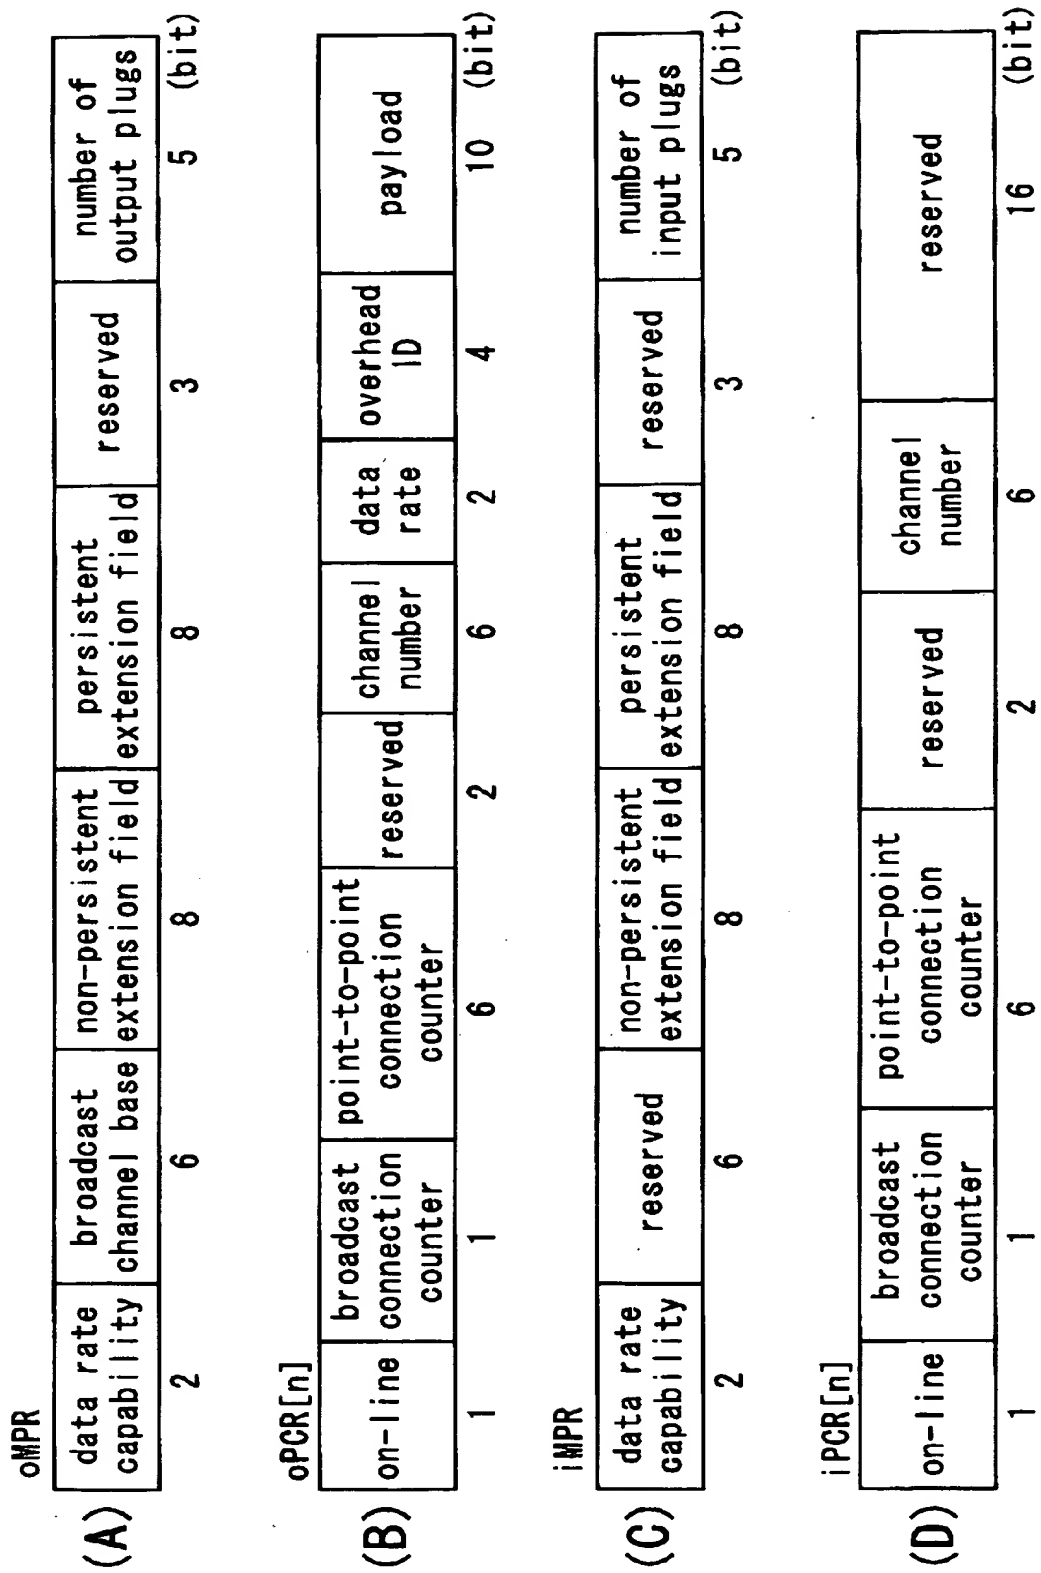 oMPR
(A)
data rate
capability
broadcast
channel base
non-persistent
extension field
persistent
extension field
reserved
number of
output plugs
2 6 8 8 3 5 (bit)
oPCR[n]
(B)
on-line
broadcast
connection
counter
point-to-point
connection
counter
reserved
channel
number
data
rate
overhead
ID
payload
1 1 6 2 6 2 4 10 (bit)
iMPR
(C)
data rate
capability
reserved
non-persistent
extension field
persistent
extension field
reserved
number of
input plugs
2 6 8 8 3 5 (bit)
iPCR[n]
(D)
on-line
broadcast
connection
counter
point-to-point
connection
counter
reserved
channel
number
reserved
1 1 6 2 6 16 (bit)